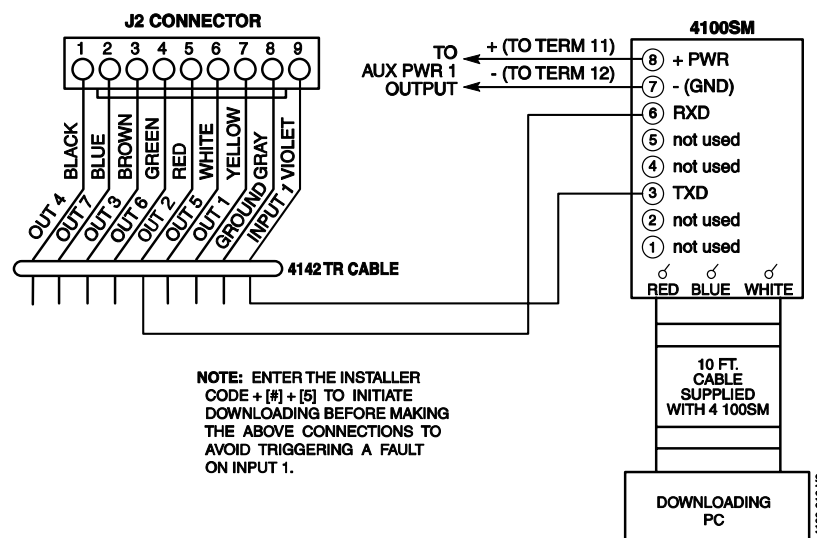 J2 CONNECTOR
1 2 3 4 5 6 7 8 9
BLACK
BLUE
BROWN
GREEN
RED
WHITE
YELLOW
GRAY
VIOLET
OUT 4
OUT 7
OUT 3
OUT 6
OUT 2
OUT 5
OUT 1
GROUND
INPUT 1
4142TR CABLE
TO
AUX PWR 1
OUTPUT
+ (TO TERM 11)
- (TO TERM 12)
4100SM
8 + PWR
7 - (GND)
6 RXD
5 not used
4 not used
3 TXD
2 not used
1 not used
RED BLUE WHITE
10 FT.
CABLE
SUPPLIED
WITH 4 100SM
DOWNLOADING
PC
NOTE: ENTER THE INSTALLER
CODE + [#] + [5] TO INITIATE
DOWNLOADING BEFORE MAKING
THE ABOVE CONNECTIONS TO
AVOID TRIGGERING A FAULT
ON INPUT 1.